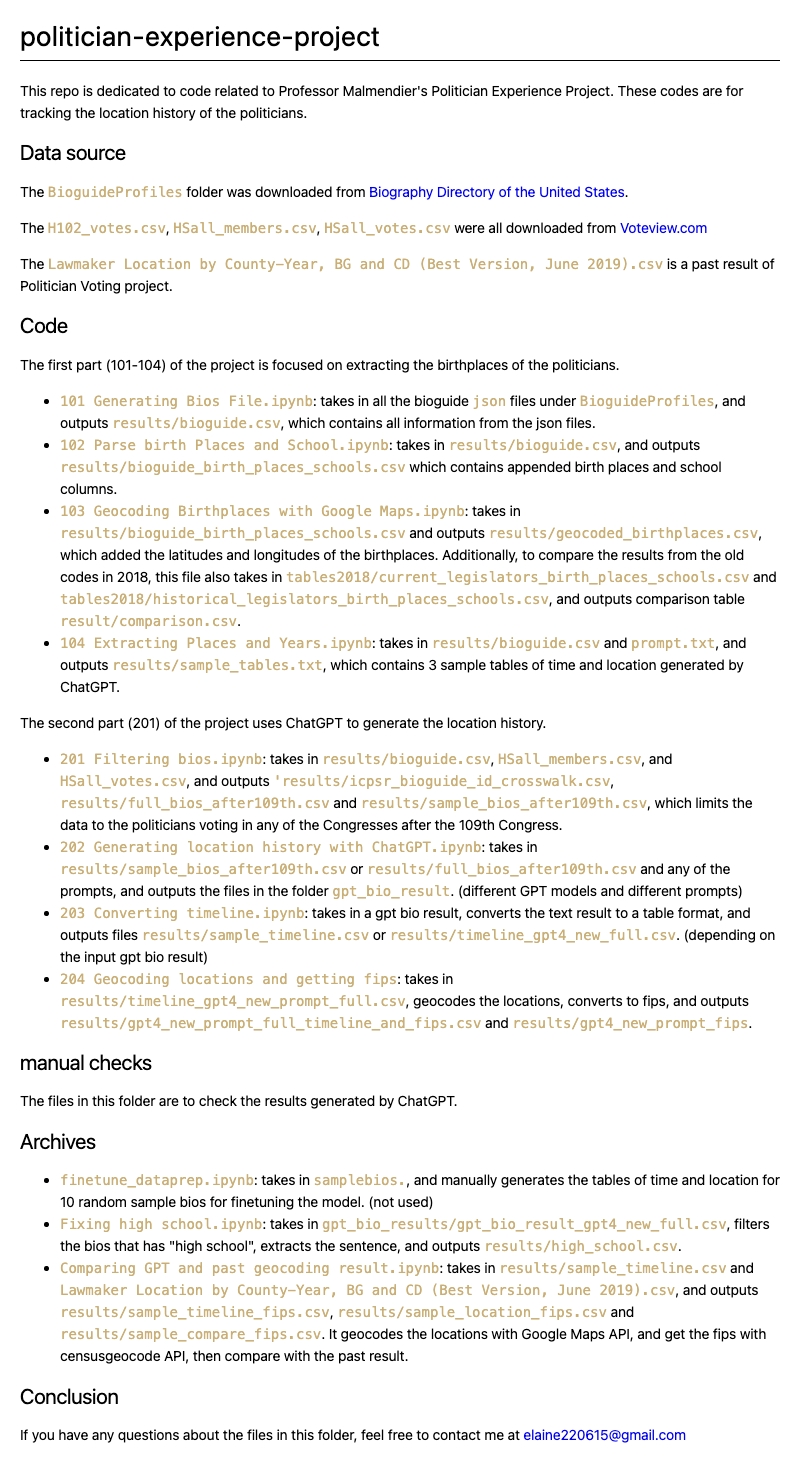 politician-experience-project
This repo is dedicated to code related to Professor Malmendier's Politician Experience Project. These codes are for
tracking the location history of the politicians.
Data source
The BioguideProfiles folder was downloaded from Biography Directory of the United States.
The H102_votes.csv, HSall_members.csv, HSall_votes.csv were all downloaded from Voteview.com
The Lawmaker Location by County-Year, BG and CD (Best Version, June 2019).csv is a past result of
Politician Voting project.
Code
The first part (101-104) of the project is focused on extracting the birthplaces of the politicians.
• 101 Generating Bios File.ipynb: takes in all the bioguide json files under BioguideProfiles, and
outputs results/bioguide.csv, which contains all information from the json files.
• 102 Parse birth Places and School.ipynb: takes in results/bioguide.csv, and outputs
results/bioguide_birth_places_schools.csv which contains appended birth places and school
columns.
• 103 Geocoding Birthplaces with Google Maps.ipynb: takes in
results/bioguide_birth_places_schools.csv and outputs results/geocoded_birthplaces.csv,
which added the latitudes and longitudes of the birthplaces. Additionally, to compare the results from the old
codes in 2018, this file also takes in tables2018/current_legislators_birth_places_schools.csv and
tables2018/historical_legislators_birth_places_schools.csv, and outputs comparison table
result/comparison.csv.
• 104 Extracting Places and Years.ipynb: takes in results/bioguide.csv and prompt.txt, and
outputs results/sample_tables.txt, which contains 3 sample tables of time and location generated by
ChatGPT.
The second part (201) of the project uses ChatGPT to generate the location history.
• 201 Filtering bios.ipynb: takes in results/bioguide.csv, HSall_members.csv, and
HSall_votes.csv, and outputs 'results/icpsr_bioguide_id_crosswalk.csv,
results/full_bios_after109th.csv and results/sample_bios_after109th.csv, which limits the
data to the politicians voting in any of the Congresses after the 109th Congress.
• 202 Generating location history with ChatGPT.ipynb: takes in
results/sample_bios_after109th.csv or results/full_bios_after109th.csv and any of the
prompts, and outputs the files in the folder gpt_bio_result. (different GPT models and different prompts)
• 203 Converting timeline.ipynb: takes in a gpt bio result, converts the text result to a table format, and
outputs files results/sample_timeline.csv or results/timeline_gpt4_new_full.csv. (depending on
the input gpt bio result)
• 204 Geocoding locations and getting fips: takes in
results/timeline_gpt4_new_prompt_full.csv, geocodes the locations, converts to fips, and outputs
results/gpt4_new_prompt_full_timeline_and_fips.csv and results/gpt4_new_prompt_fips.
manual checks
The files in this folder are to check the results generated by ChatGPT.
Archives
• finetune_dataprep.ipynb: takes in samplebios., and manually generates the tables of time and location for
10 random sample bios for finetuning the model. (not used)
• Fixing high school.ipynb: takes in gpt_bio_results/gpt_bio_result_gpt4_new_full.csv, filters
the bios that has "high school", extracts the sentence, and outputs results/high_school.csv.
• Comparing GPT and past geocoding result.ipynb: takes in results/sample_timeline.csv and
Lawmaker Location by County-Year, BG and CD (Best Version, June 2019).csv, and outputs
results/sample_timeline_fips.csv, results/sample_location_fips.csv and
results/sample_compare_fips.csv. It geocodes the locations with Google Maps API, and get the fips with
censusgeocode API, then compare with the past result.
Conclusion
If you have any questions about the files in this folder, feel free to contact me at elaine220615@gmail.com